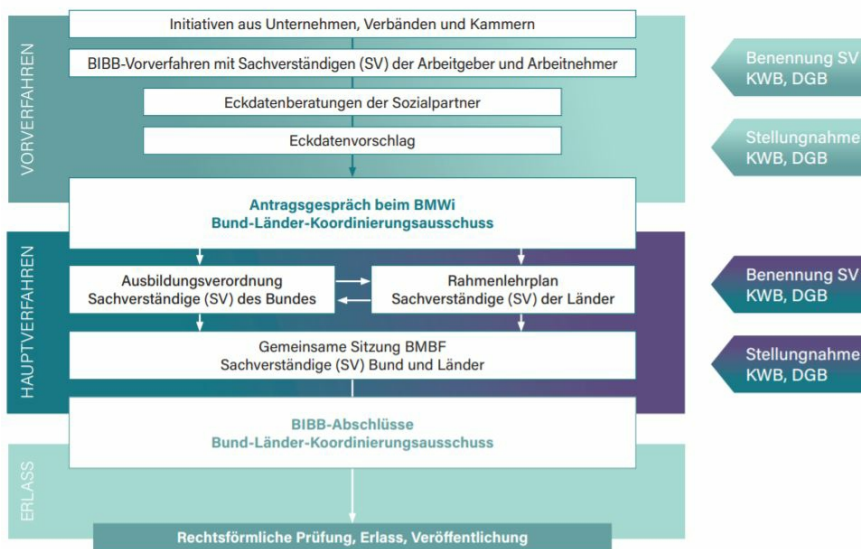 VORVERFAHREN
Initiativen aus Unternehmen, Verbänden und Kammern
BIBB-Vorverfahren mit Sachverständigen (SV) der Arbeitgeber und Arbeitnehmer
Eckdatenberatungen der Sozialpartner
Eckdatenvorschlag
Benennung SV
KWB, DGB
Stellungnahme
KWB, DGB
Antragsgespräch beim BMWi
Bund-Länder-Koordinierungsausschuss
HAUPTVERFAHREN
Ausbildungsverordnung
Sachverständige (SV) des Bundes
Rahmenlehrplan
Sachverständige (SV) der Länder
Gemeinsame Sitzung BMBF
Sachverständige (SV) Bund und Länder
Benennung SV
KWB, DGB
Stellungnahme
KWB, DGB
BIBB-Abschlüsse
Bund-Länder-Koordinierungsausschuss
ERLASS
Rechtsförmliche Prüfung, Erlass, Veröffentlichung